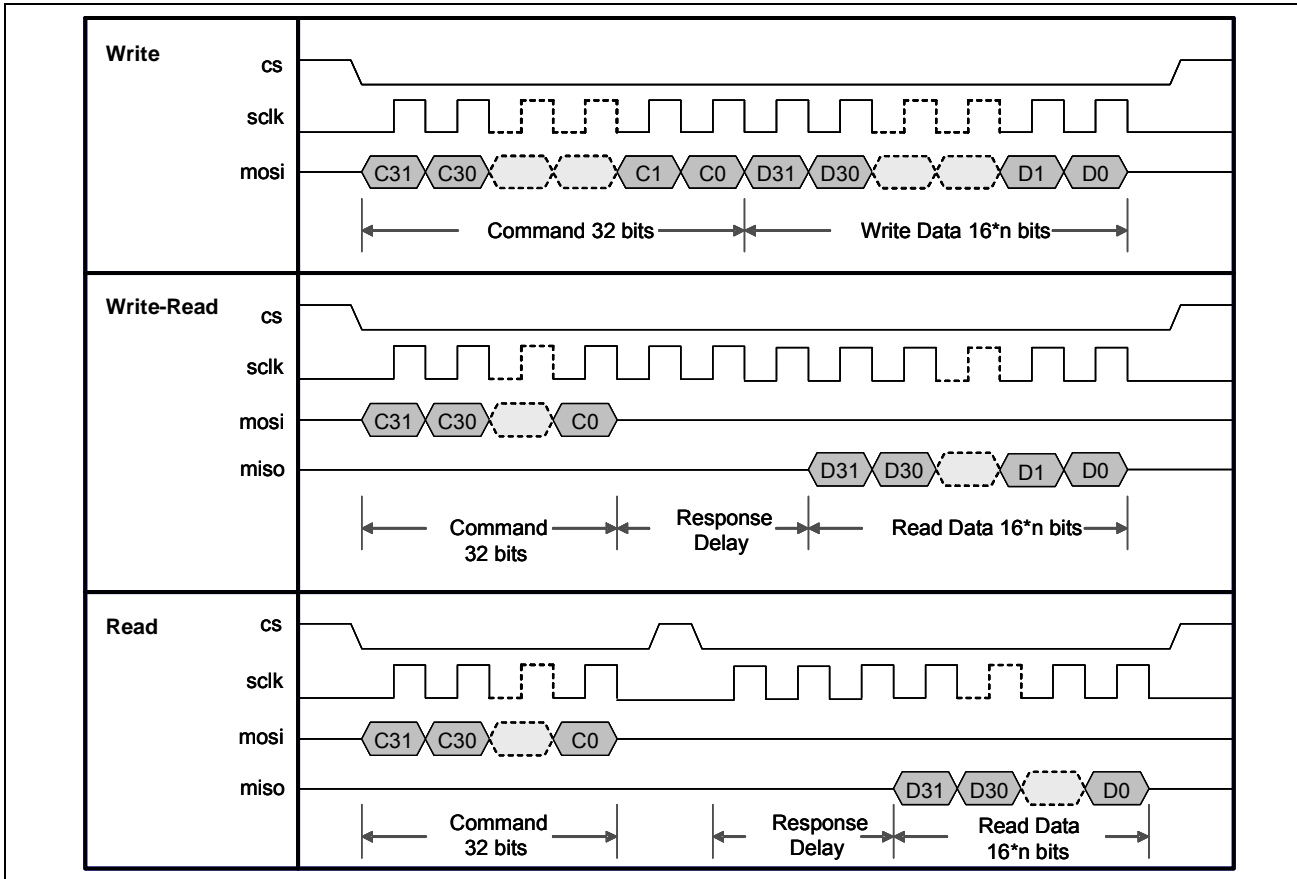 Write
cs
sclk
mosi C31 C30 C1 C0 D31 D30 D1 D0
Command 32 bits Write Data 16*n bits
Write-Read
cs
sclk
mosi C31 C30 C0
miso D31 D30 D1 D0
Command
32 bits
Response
Delay
Read Data 16*n bits
Read
cs
sclk
mosi C31 C30 C0
miso D31 D30 D0
Command
32 bits
Response
Delay
Read Data
16*n bits